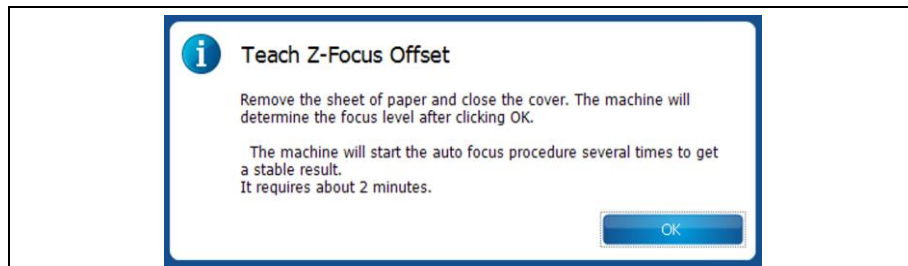 Teach Z-Focus Offset
Remove the sheet of paper and close the cover. The machine will
determine the focus level after clicking OK.
The machine will start the auto focus procedure several times to get
a stable result.
It requires about 2 minutes.
OK